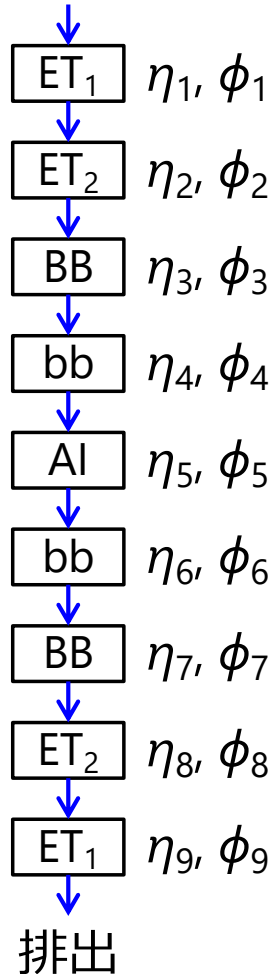 ET₁ η₁, ϕ₁
ET₂ η₂, ϕ₂
BB η₃, ϕ₃
bb η₄, ϕ₄
AI η₅, ϕ₅
bb η₆, ϕ₆
BB η₇, ϕ₇
ET₂ η₈, ϕ₈
ET₁ η₉, ϕ₉
排出